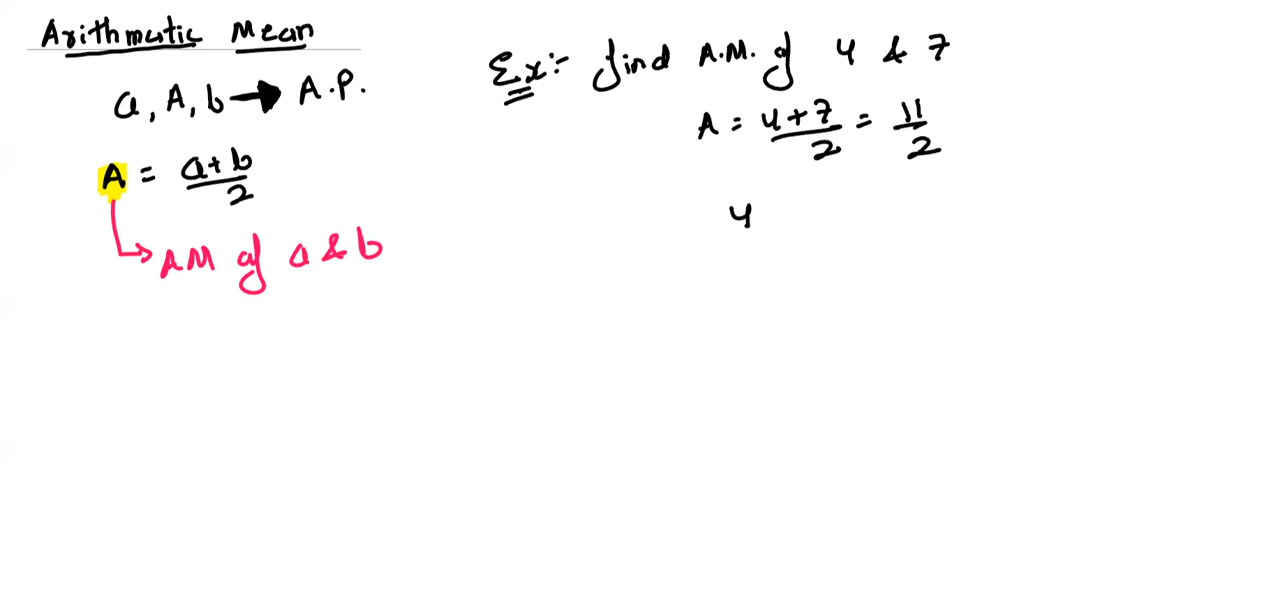 Arithmatic Mean
a, A, b → A.P.
A = a+b/2
AM of a & b
Ex:- find A.M. of 4 & 7
A = 4+7/2 = 11/2
4